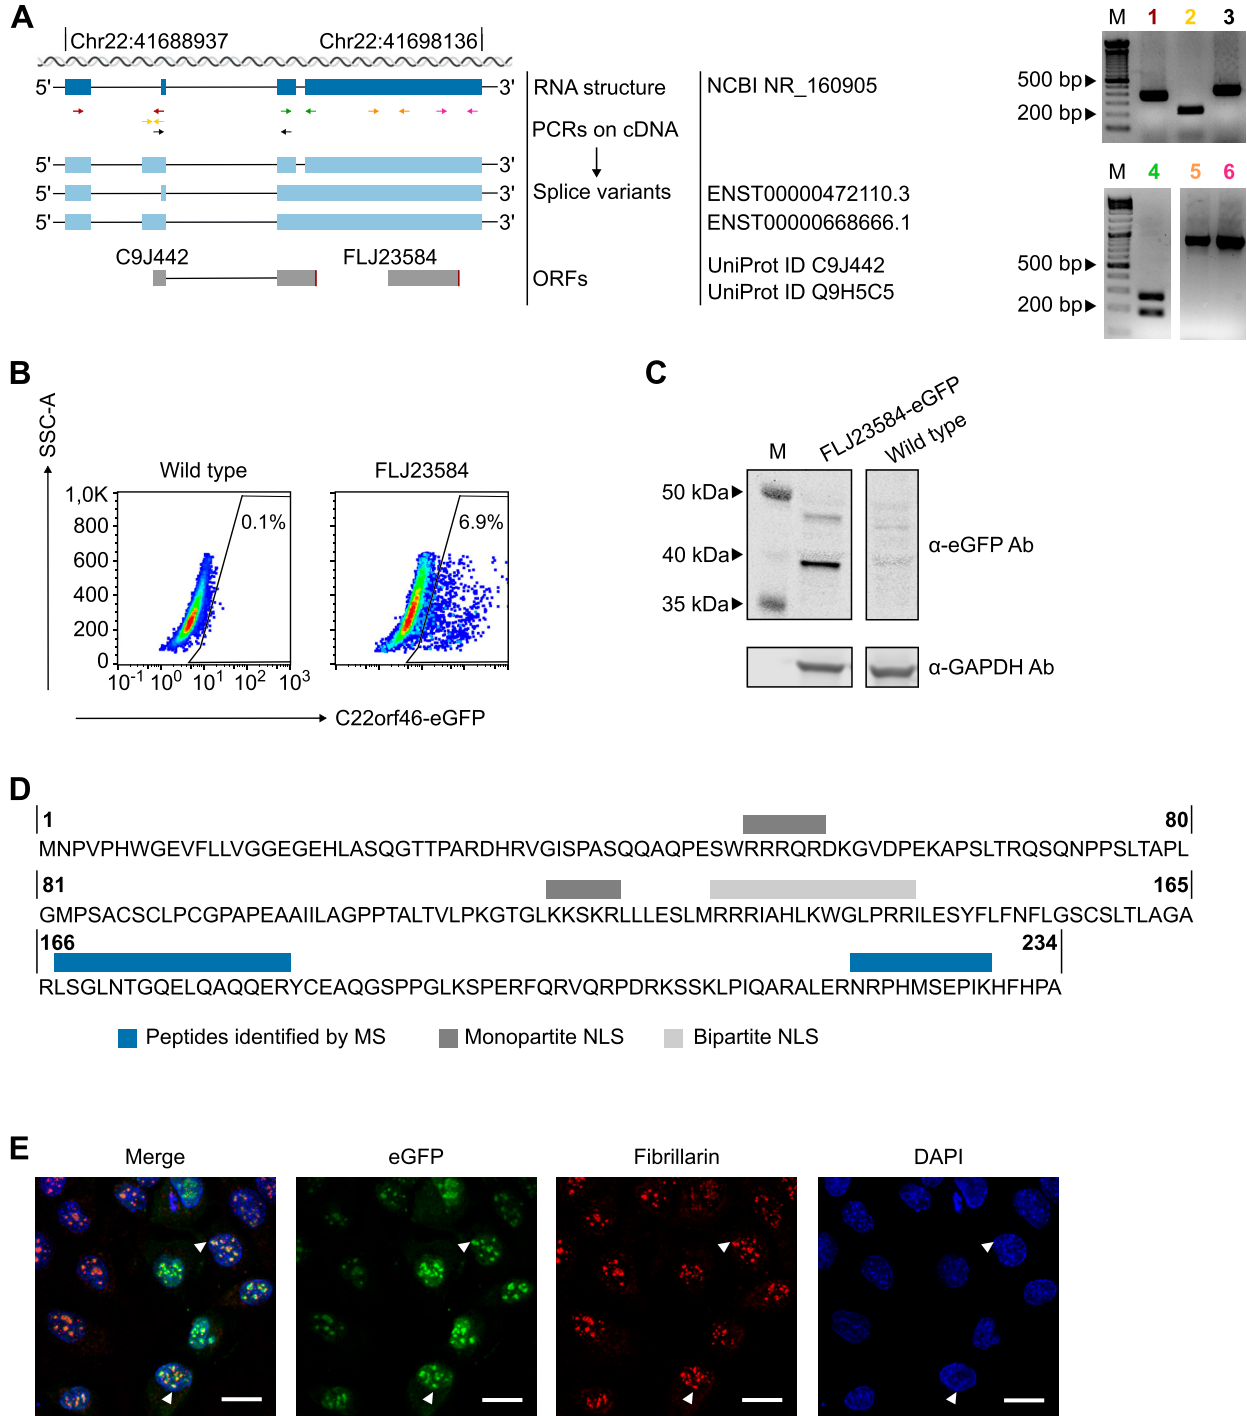 A
Chr22:41688937
Chr22:41698136
5'
3'
RNA structure
NCBI NR_160905
PCRs on cDNA
5'
3'
5'
3'
Splice variants
ENST00000472110.3
5'
3'
ENST00000668666.1
C9J442
FLJ23584
ORFs
UniProt ID C9J442
UniProt ID Q9H5C5
M 1 2 3
500 bp
200 bp
M 4 5 6
500 bp
200 bp
B
SSC-A
Wild type
FLJ23584
1,0K
800
600
400
200
0
0.1%
6.9%
10-1 100 101 102 103
C22orf46-eGFP
C
M
FLJ23584-eGFP
Wild type
50 kDa
40 kDa
35 kDa
α-eGFP Ab
α-GAPDH Ab
D
1
80
MNPVPHWGEVFLLVGGEGEHLASQGTTPARDHRVGISPASQQAQPESWRRRQRDKGVDPEKAPSLTRQSQNPPSLTAPL
81
165
GMPSACSCLPCGPAPEAAIILAGPPTALTVLPKGTGLKKSKRLLLESLMRRRIAHLKWGLPRRILESYFLFNFLGSCSLTLAGA
166
234
RLSGLNTGQELQAQQERYCEAQGSPPGLKSPERFQRVQRPDRKSSKLPIQARALERNRPHMSEPIKHFHPA
Peptides identified by MS
Monopartite NLS
Bipartite NLS
E
Merge
eGFP
Fibrillarin
DAPI